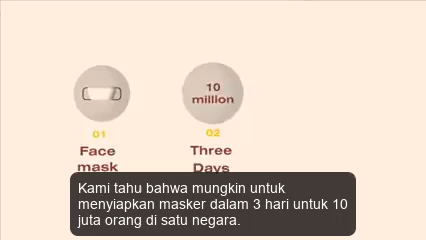 10
million
01
02
Face
mask
Three
Days
Kami tahu bahwa mungkin untuk
menyiapkan masker dalam 3 hari untuk 10
juta orang di satu negara.